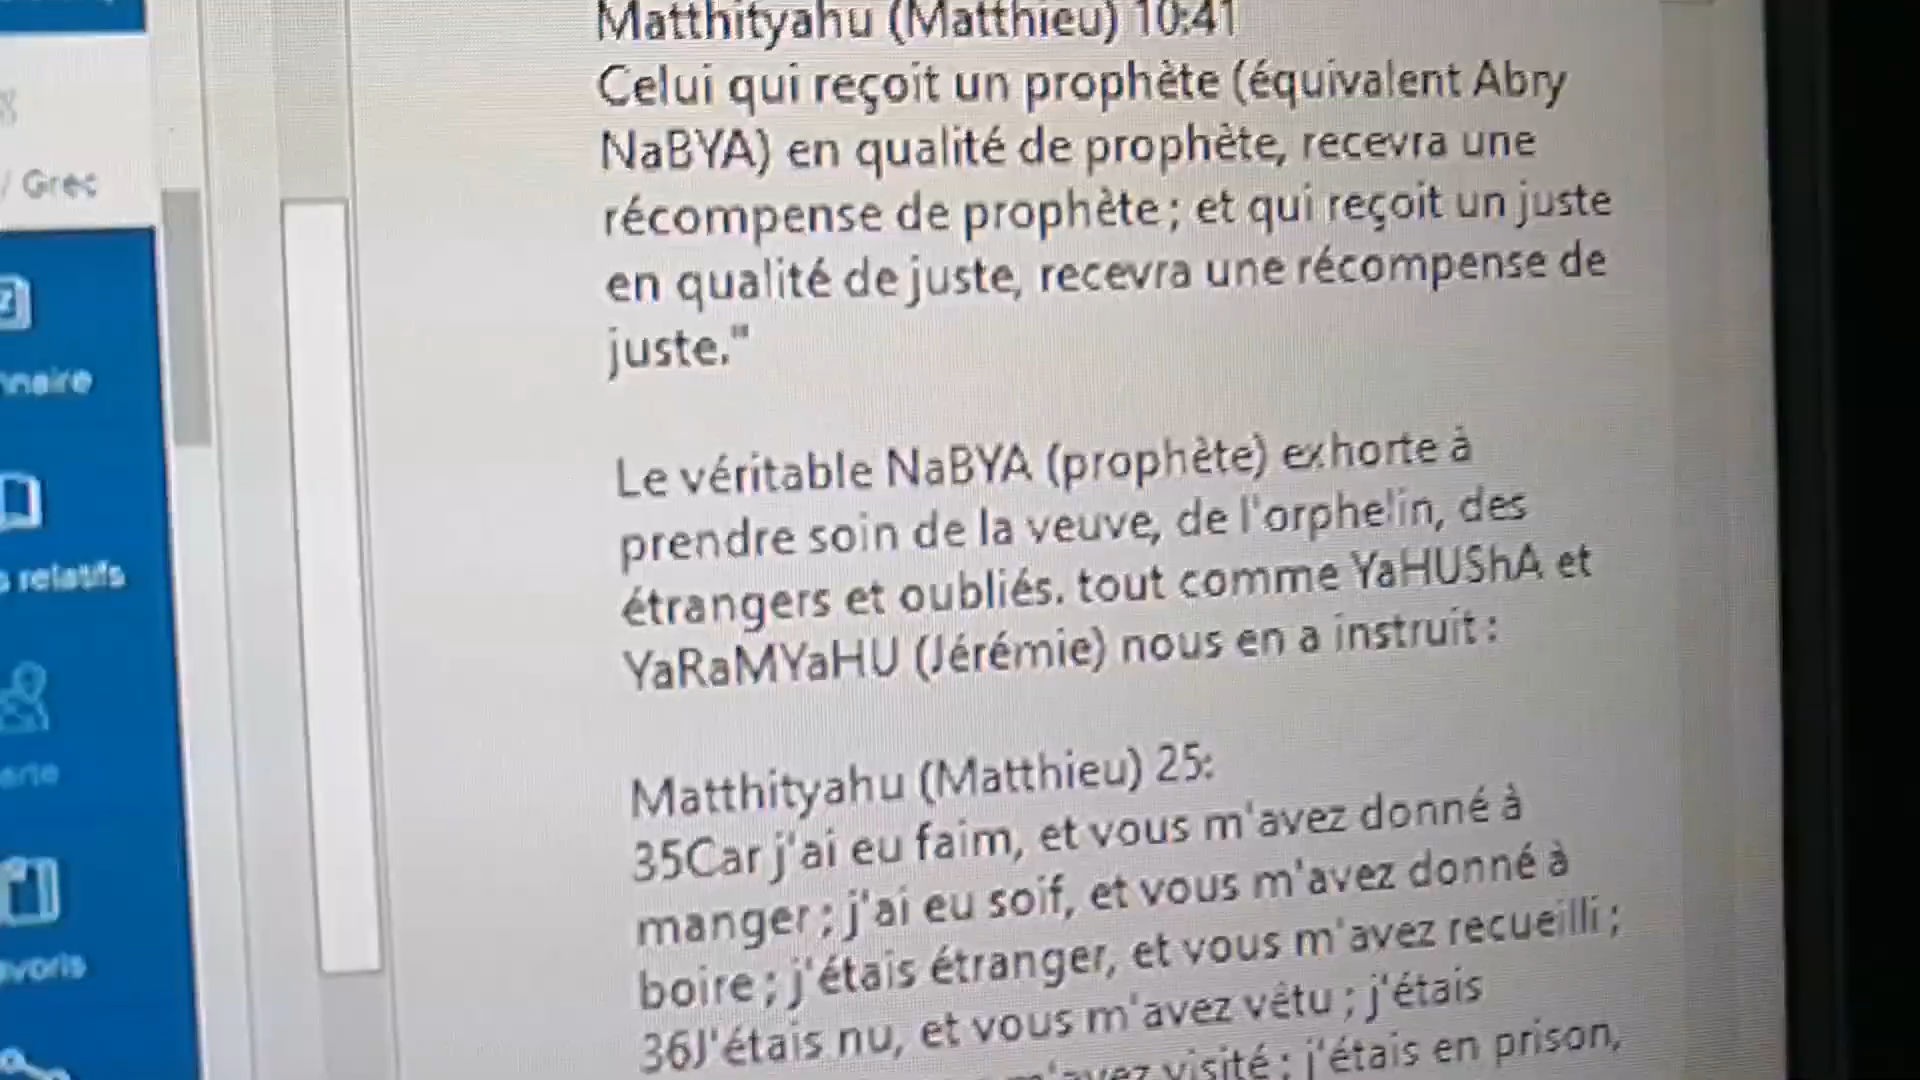 / Grec
relatifs
Matthityahu (Matthieu) 10:41
Celui qui reçoit un prophète (équivalent Abry
NaBYA) en qualité de prophète, recevra une
récompense de prophète ; et qui reçoit un juste
en qualité de juste, recevra une récompense de
juste."
Le véritable NaBYA (prophète) exhorte à
prendre soin de la veuve, de l'orphelin, des
étrangers et oubliés. tout comme YaHUShA et
YaRaMYaHU (Jérémie) nous en a instruit :
Matthityahu (Matthieu) 25:
35Car j'ai eu faim, et vous m'avez donné à
manger ; j'ai eu soif, et vous m'avez donné à
boire ; j'étais étranger, et vous m'avez recueilli ;
36J'étais nu, et vous m'avez vêtu ; j'étais
m'avez visité ; j'étais en prison,